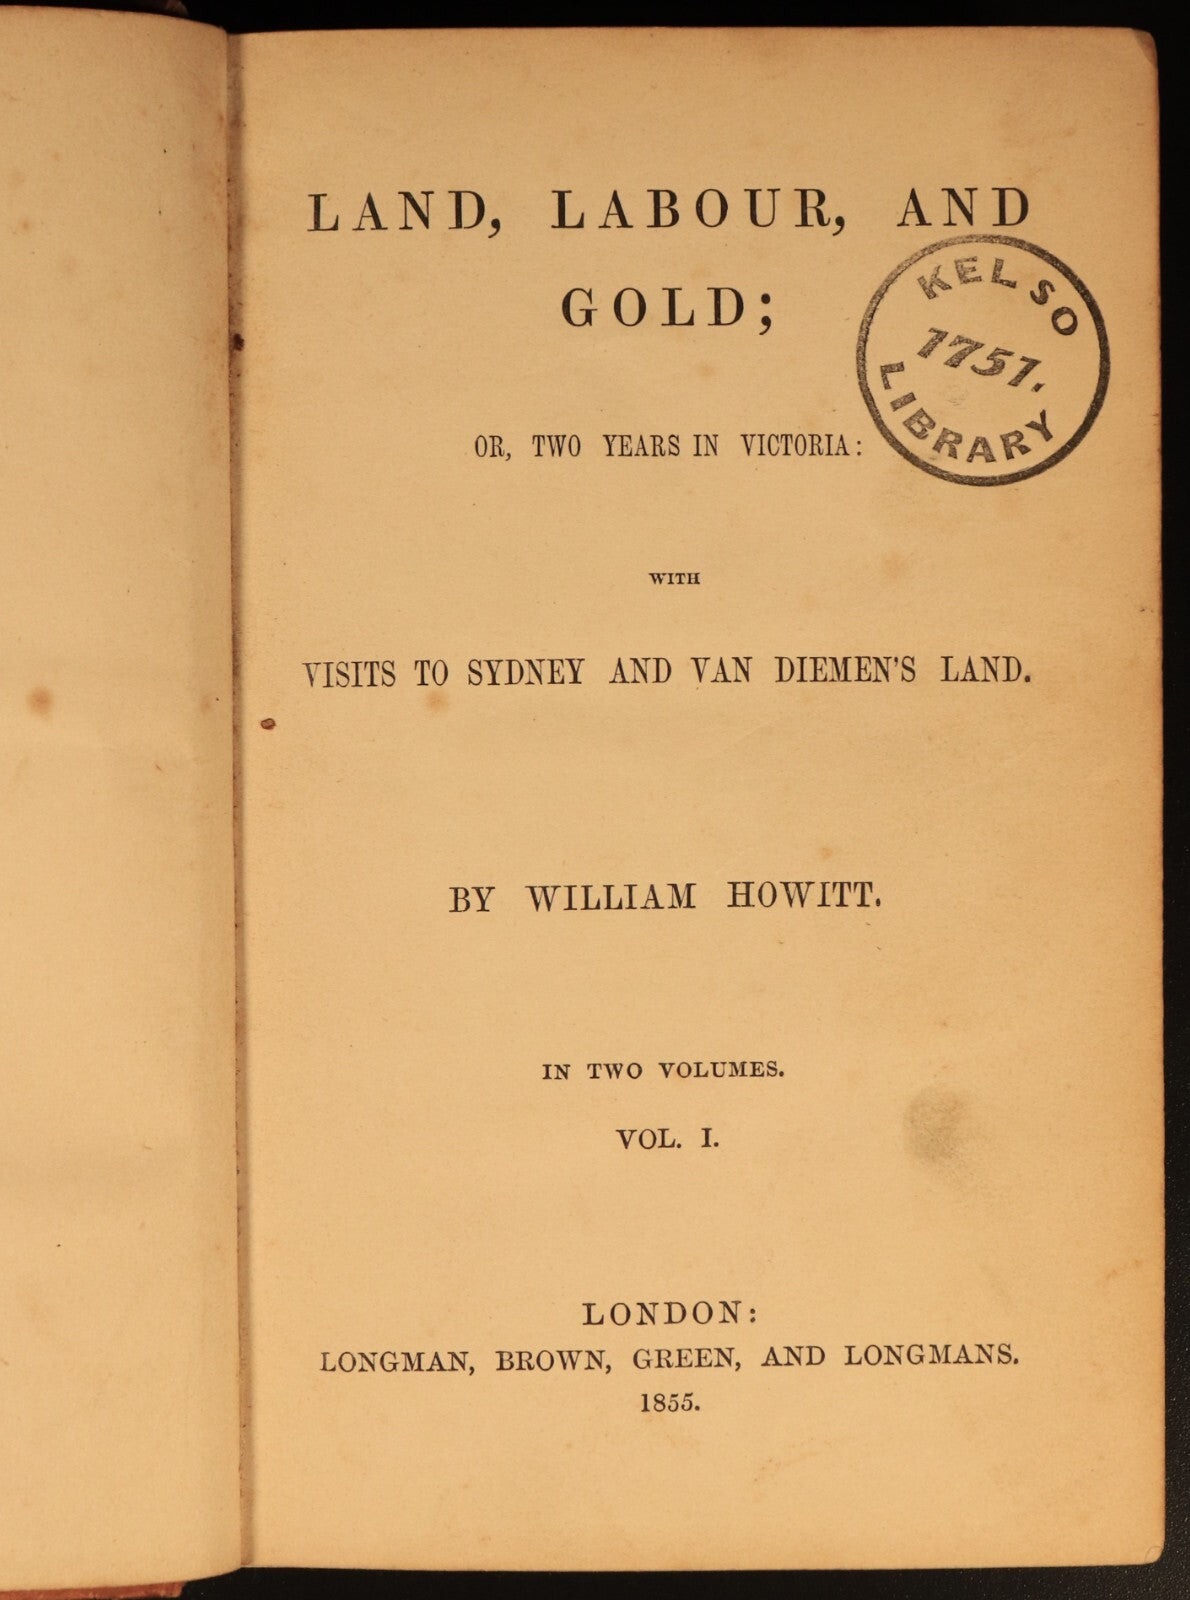 LAND, LABOUR, AND
GOLD;
KELSO
1751.
LIBRARY
OR, TWO YEARS IN VICTORIA:
WITH
VISITS TO SYDNEY AND VAN DIEMEN'S LAND.
BY WILLIAM HOWITT.
IN TWO VOLUMES.
VOL. I.
LONDON:
LONGMAN, BROWN, GREEN, AND LONGMANS.
1855.